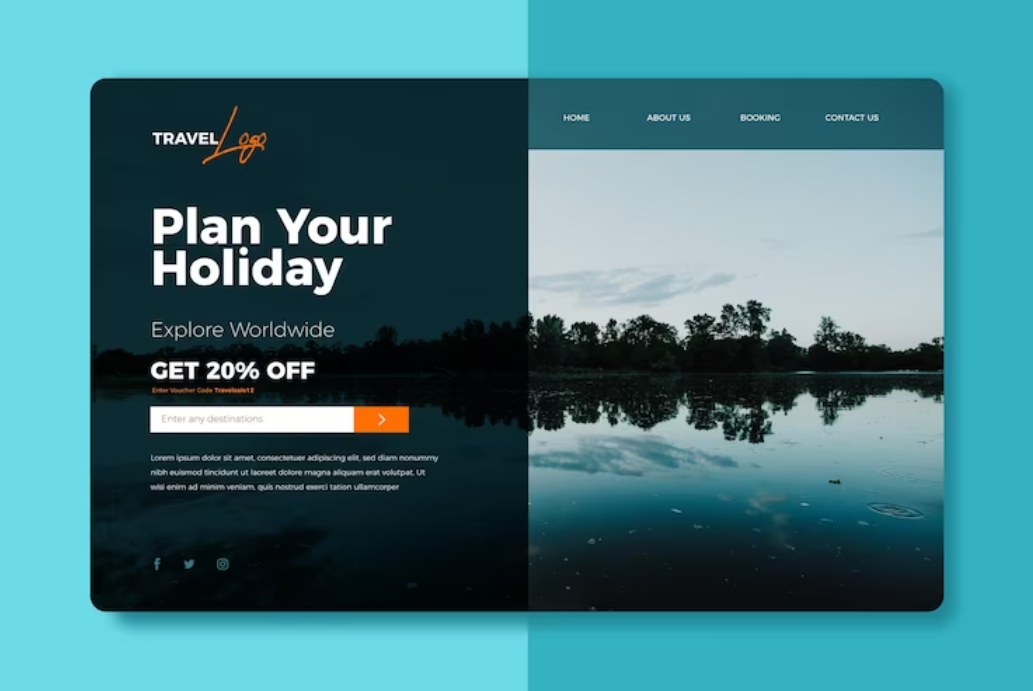 TRAVEL Logo
HOME ABOUT US BOOKING CONTACT US
Plan Your
Holiday
Explore Worldwide
GET 20% OFF
Enter Voucher Code Travelsale12
Enter any destinations
Lorem ipsum dolor sit amet, consectetuer adipiscing elit, sed diam nonummy
nibh euismod tincidunt ut laoreet dolore magna aliquam erat volutpat. Ut
wisi enim ad minim veniam, quis nostrud exerci tation ullamcorper